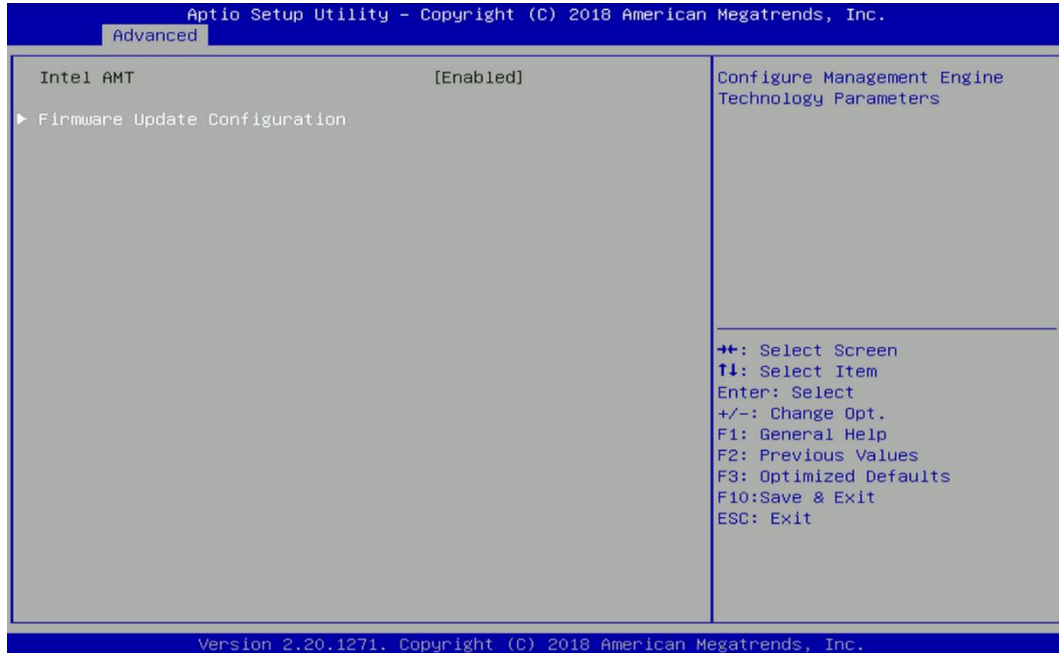 Aptio Setup Utility – Copyright (C) 2018 American Megatrends, Inc.
Advanced
Intel AMT [Enabled]
► Firmware Update Configuration
Configure Management Engine
Technology Parameters
→←: Select Screen
↑↓: Select Item
Enter: Select
+/-: Change Opt.
F1: General Help
F2: Previous Values
F3: Optimized Defaults
F10:Save & Exit
ESC: Exit
Version 2.20.1271. Copyright (C) 2018 American Megatrends, Inc.